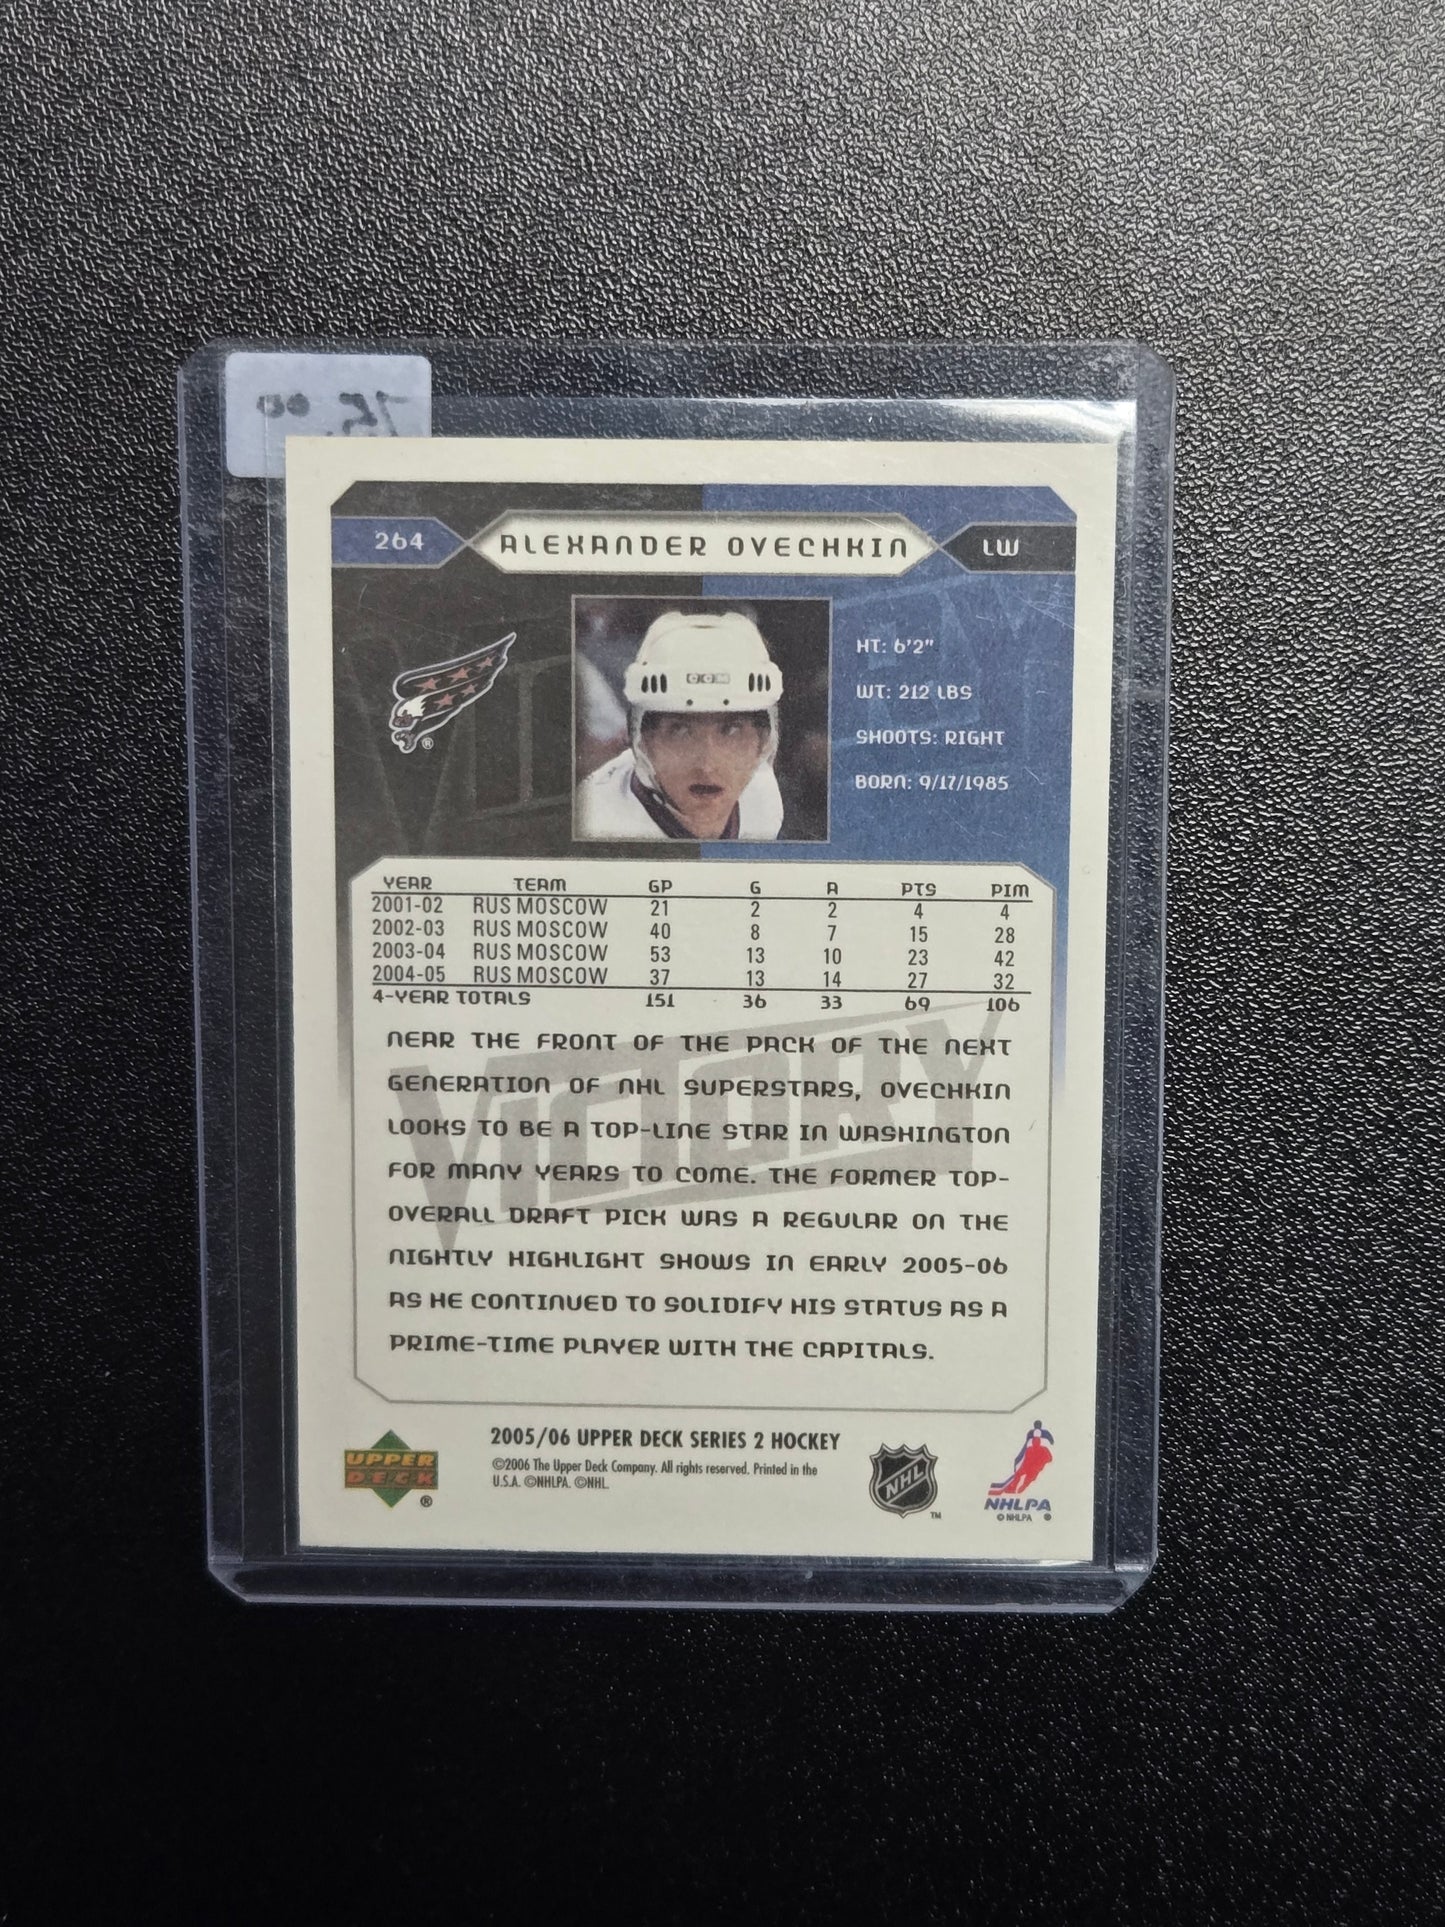 75.00
264 ALEXANDER OVECHKIN LW
CCM
HT: 6'2"
WT: 212 LBS
SHOOTS: RIGHT
BORN: 9/17/1985
®
YEAR TEAM GP G A PTS PIM
2001-02 RUS MOSCOW 21 2 2 4 4
2002-03 RUS MOSCOW 40 8 7 15 28
2003-04 RUS MOSCOW 53 13 10 23 42
2004-05 RUS MOSCOW 37 13 14 27 32
4-YEAR TOTALS 151 36 33 69 106
VICTORY
NEAR THE FRONT OF THE PACK OF THE NEXT
GENERATION OF NHL SUPERSTARS, OVECHKIN
LOOKS TO BE A TOP-LINE STAR IN WASHINGTON
FOR MANY YEARS TO COME. THE FORMER TOP-
OVERALL DRAFT PICK WAS A REGULAR ON THE
NIGHTLY HIGHLIGHT SHOWS IN EARLY 2005-06
AS HE CONTINUED TO SOLIDIFY HIS STATUS AS A
PRIME-TIME PLAYER WITH THE CAPITALS.
UPPER
DECK
®
2005/06 UPPER DECK SERIES 2 HOCKEY
©2006 The Upper Deck Company. All rights reserved. Printed in the
U.S.A. ©NHLPA. ©NHL.
NHL
TM
NHLPA
© NHLPA ®